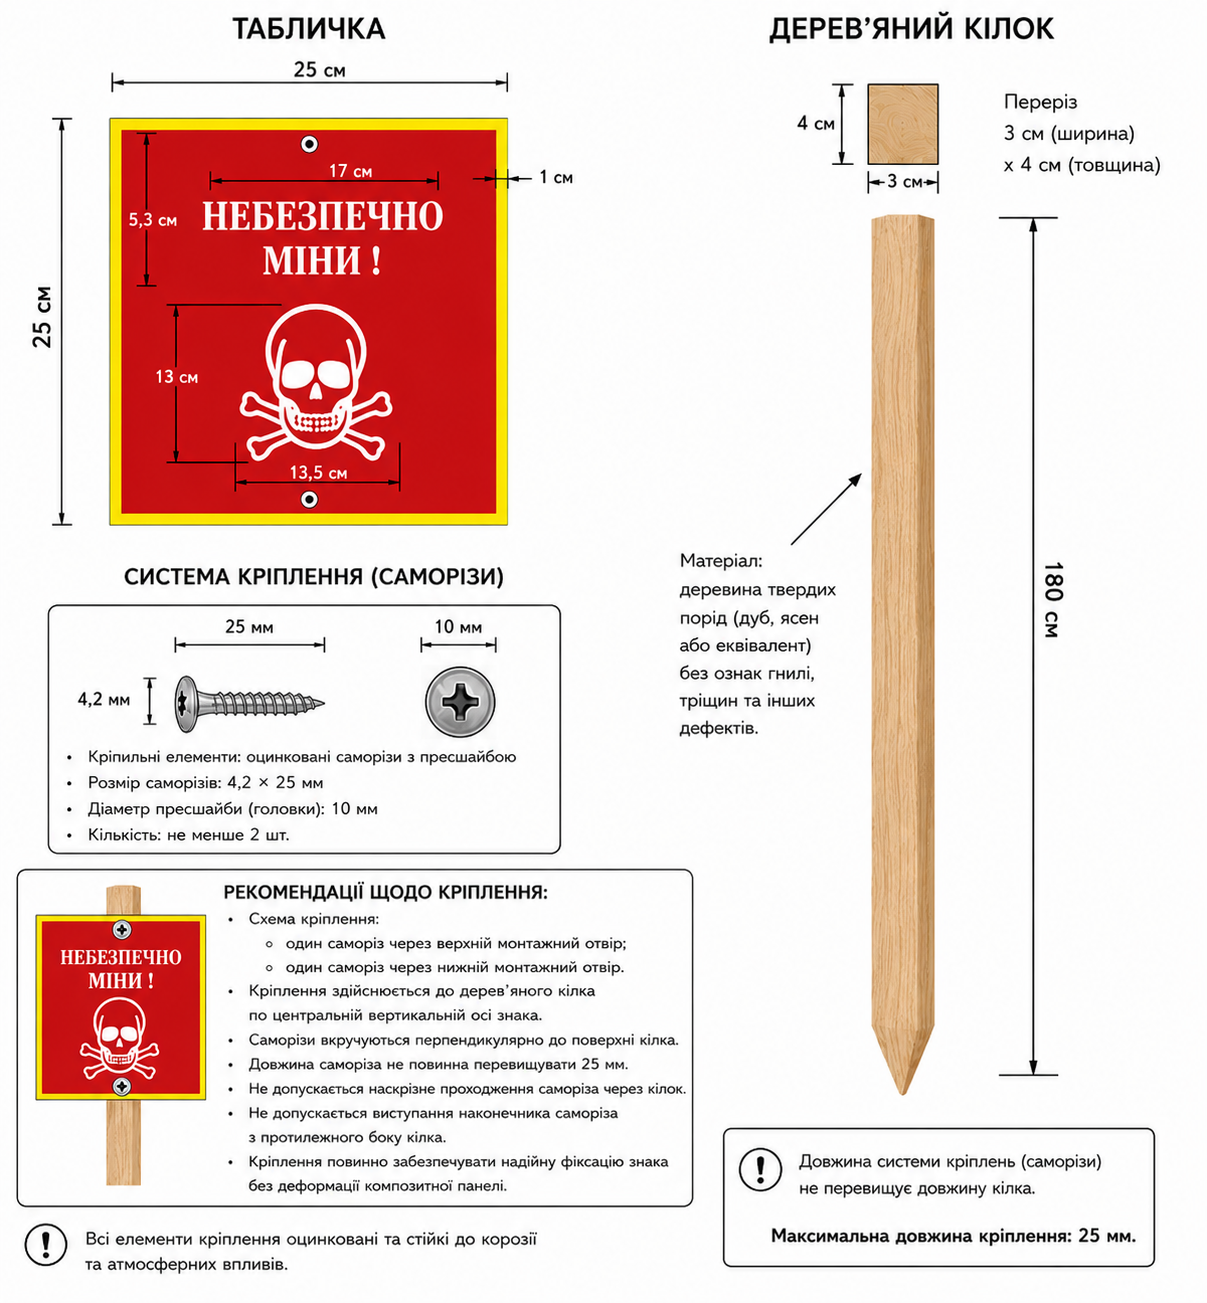 ТАБЛИЧКА
25 см
25 см
17 см
1 см
5,3 см
НЕБЕЗПЕЧНО
МІНИ !
13 см
13,5 см
СИСТЕМА КРІПЛЕННЯ (САМОРІЗИ)
25 мм
10 мм
4,2 мм
• Кріпильні елементи: оцинковані саморізи з пресшайбою
• Розмір саморізів: 4,2 × 25 мм
• Діаметр пресшайби (головки): 10 мм
• Кількість: не менше 2 шт.
НЕБЕЗПЕЧНО
МІНИ !
РЕКОМЕНДАЦІЇ ЩОДО КРІПЛЕННЯ:
• Схема кріплення:
○ один саморіз через верхній монтажний отвір;
○ один саморіз через нижній монтажний отвір.
• Кріплення здійснюється до дерев’яного кілка
по центральній вертикальній осі знака.
• Саморізи вкручуються перпендикулярно до поверхні кілка.
• Довжина саморіза не повинна перевищувати 25 мм.
• Не допускається наскрізне проходження саморіза через кілок.
• Не допускається виступання наконечника саморіза
з протилежного боку кілка.
• Кріплення повинно забезпечувати надійну фіксацію знака
без деформації композитної панелі.
! Всі елементи кріплення оцинковані та стійкі до корозії
та атмосферних впливів.
ДЕРЕВ’ЯНИЙ КІЛОК
4 см
3 см
Переріз
3 см (ширина)
х 4 см (товщина)
Матеріал:
деревина твердих
порід (дуб, ясен
або еквівалент)
без ознак гнилі,
тріщин та інших
дефектів.
180 см
! Довжина системи кріплень (саморізи)
не перевищує довжину кілка.
Максимальна довжина кріплення: 25 мм.